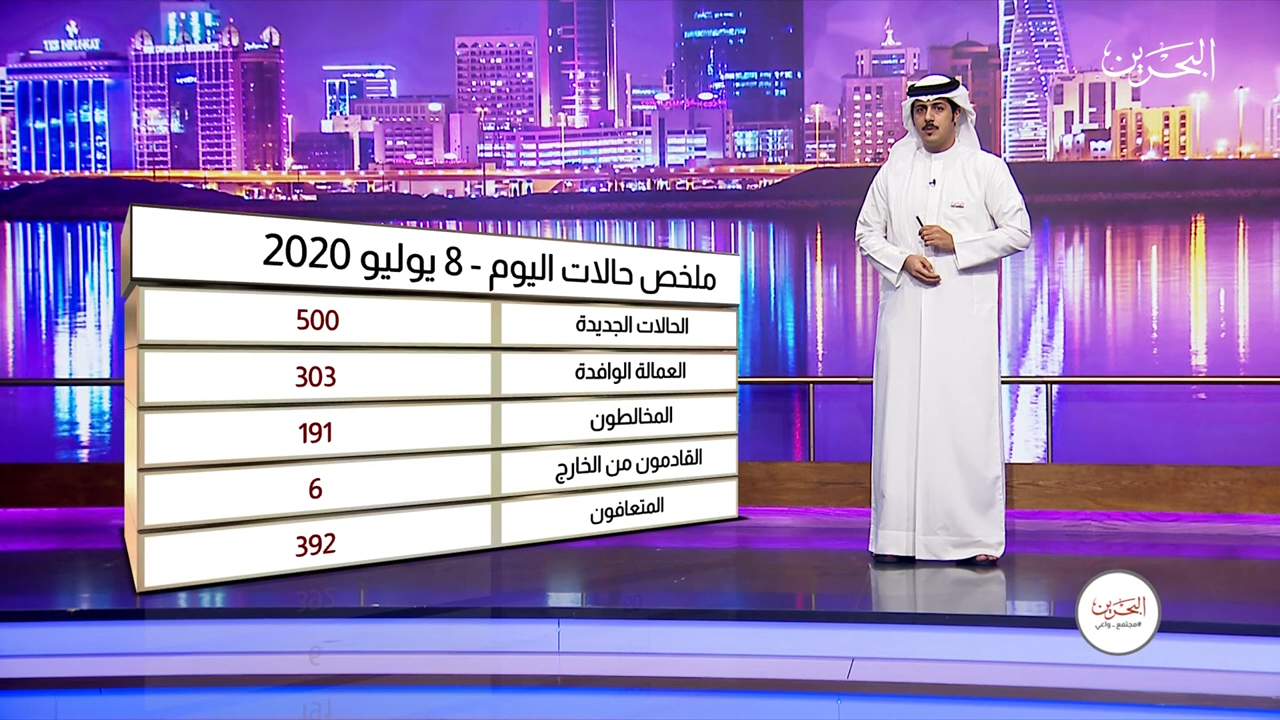 البحرين
ملخص حالات اليوم - 8 يوليو 2020
الحالات الجديدة 500
العمالة الوافدة 303
المخالطون 191
القادمون من الخارج 6
المتعافون 392
البحرين
#مجتمع_واعي